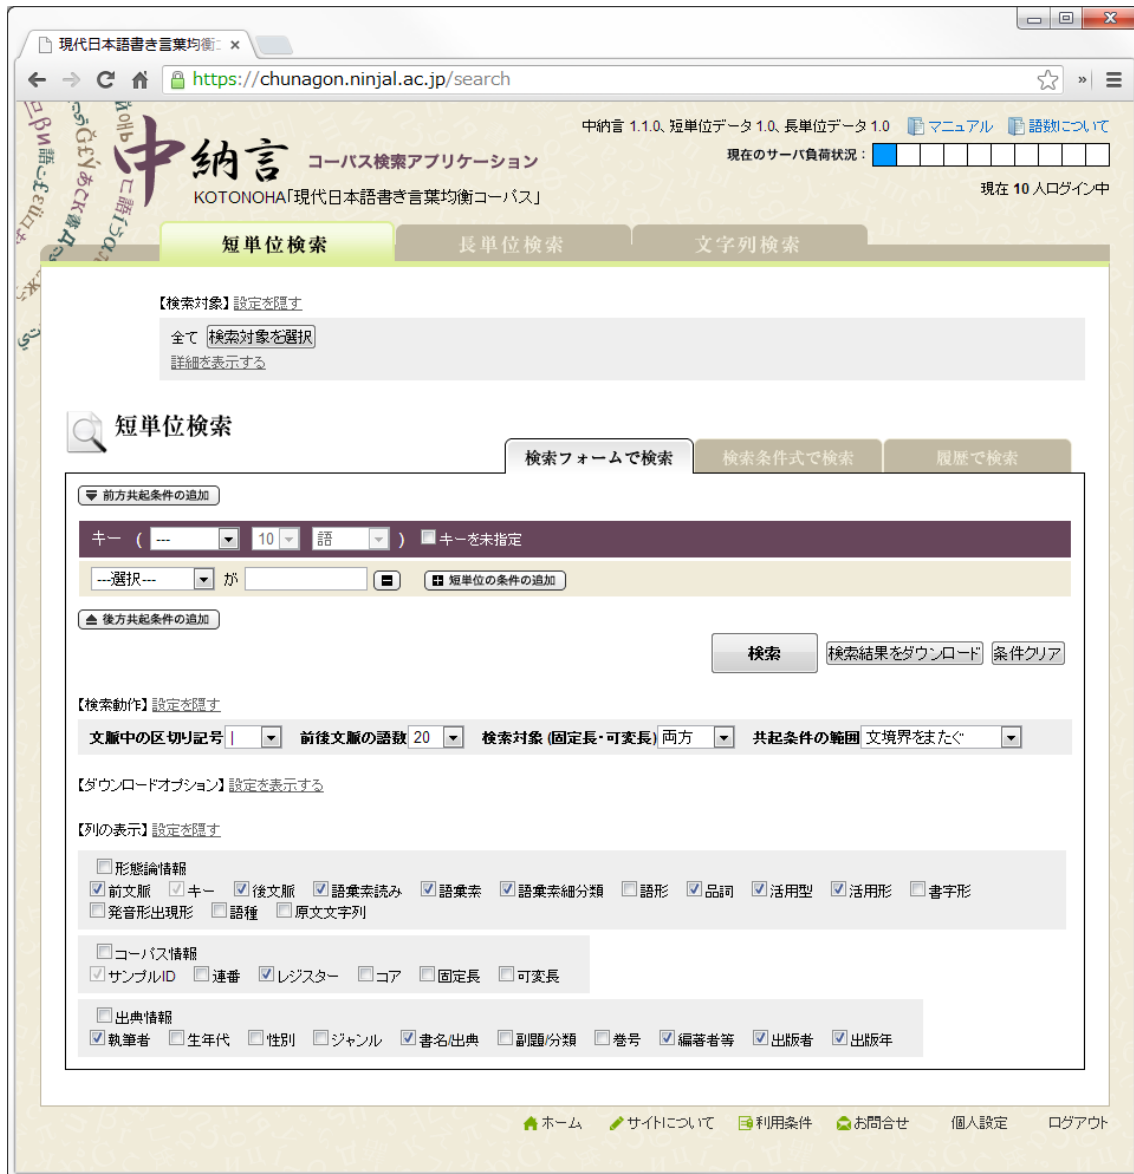 現代日本語書き言葉均衡
https://chunagon.ninjal.ac.jp/search
中納言 1.1.0、短単位データ 1.0、長単位データ 1.0 マニュアル 語数について
中納言 コーパス検索アプリケーション
現在のサーバ負荷状況：
KOTONOHA「現代日本語書き言葉均衡コーパス」
現在 10 人ログイン中
短単位検索 長単位検索 文字列検索
【検索対象】 設定を隠す
全て 検索対象を選択
詳細を表示する
短単位検索
検索フォームで検索 検索条件式で検索 履歴で検索
前方共起条件の追加
キー ( --- 10 語 ) キーを未指定
---選択--- が 短単位の条件の追加
後方共起条件の追加
検索 検索結果をダウンロード 条件クリア
【検索動作】 設定を隠す
文脈中の区切り記号 | 前後文脈の語数 20 検索対象 (固定長・可変長) 両方 共起条件の範囲 文境界をまたぐ
【ダウンロードオプション】 設定を表示する
【列の表示】 設定を隠す
形態論情報
前文脈 キー 後文脈 語彙素読み 語彙素 語彙素細分類 語形 品詞 活用型 活用形 書字形
発音形出現形 語種 原文文字列
コーパス情報
サンプルID 連番 レジスター コア 固定長 可変長
出典情報
執筆者 生年代 性別 ジャンル 書名/出典 副題/分類 巻号 編著者等 出版者 出版年
ホーム サイトについて 利用条件 お問合せ 個人設定 ログアウト